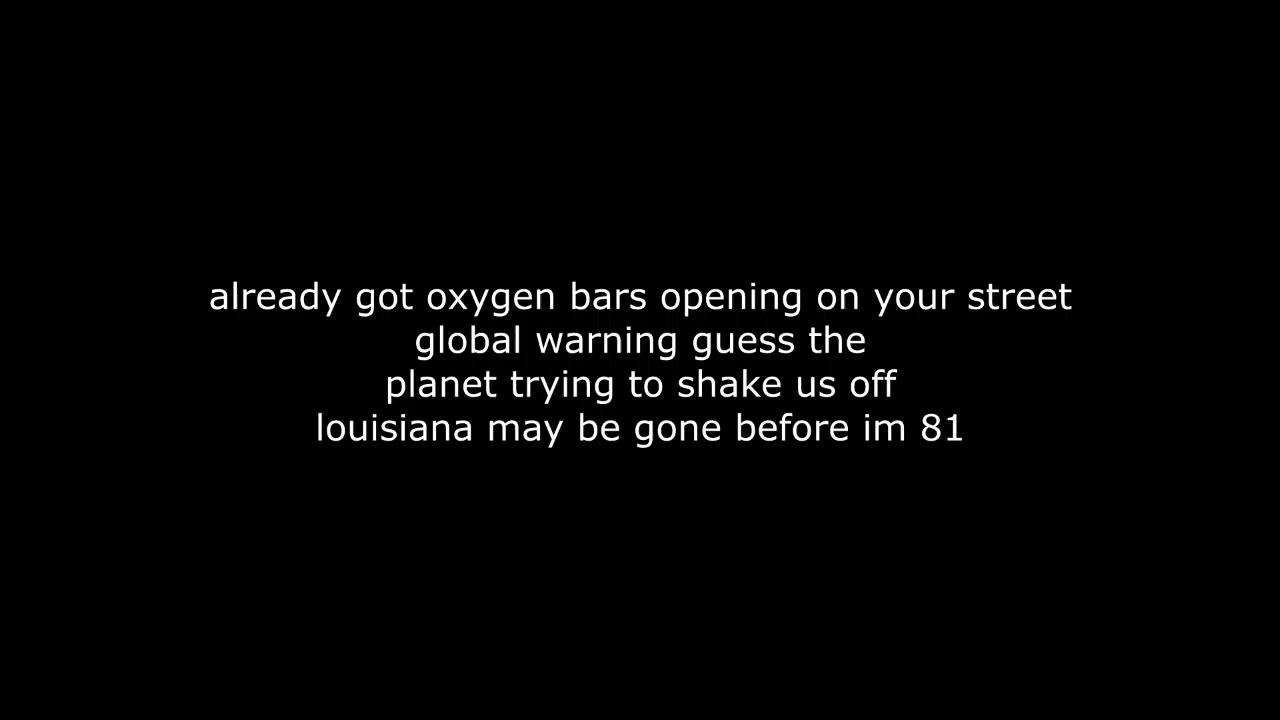 already got oxygen bars opening on your street
global warning guess the
planet trying to shake us off
louisiana may be gone before im 81